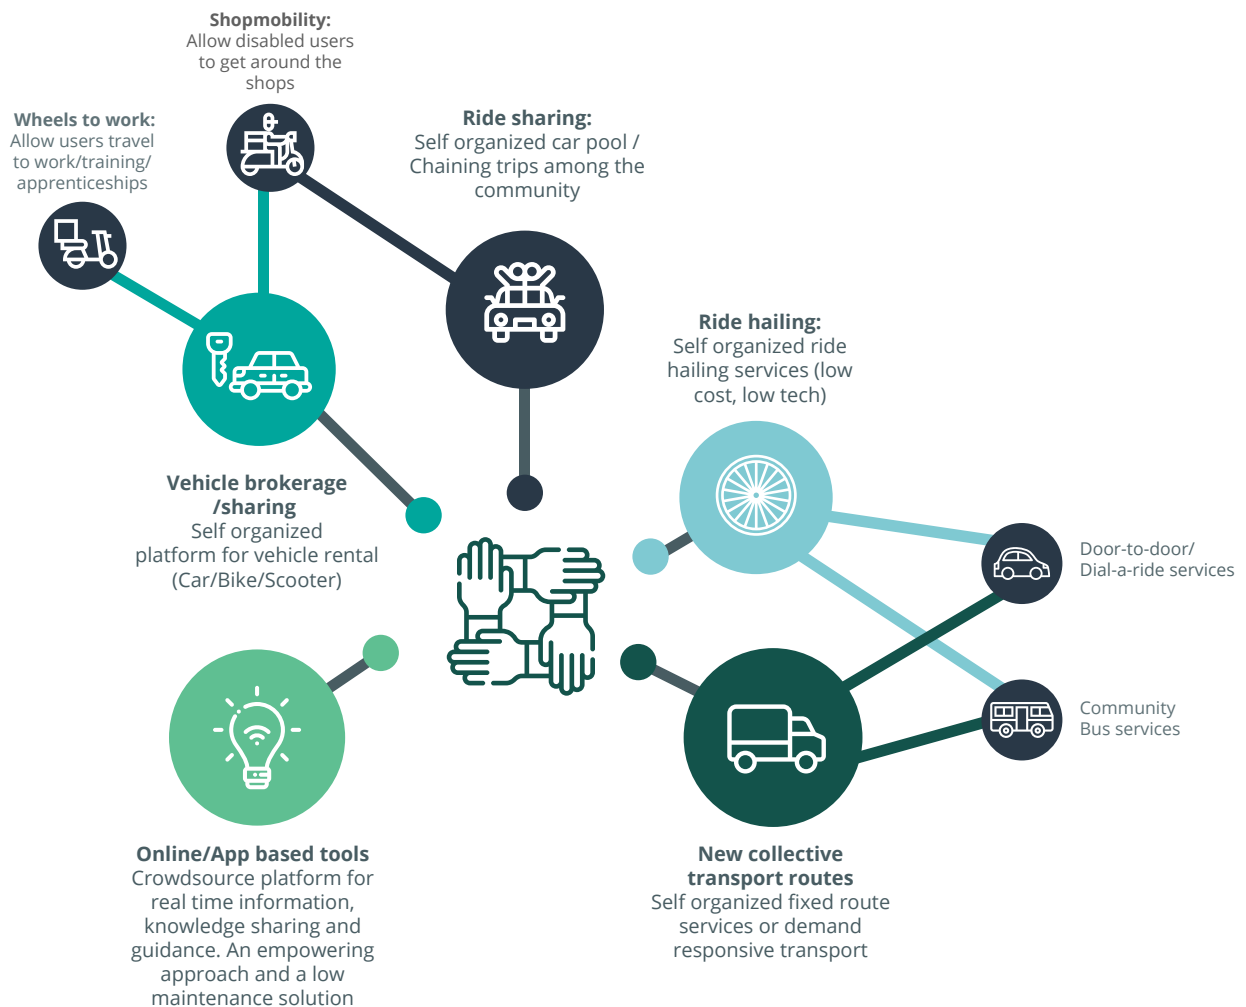 Shopmobility:
Allow disabled users
to get around the
shops
Wheels to work:
Allow users travel
to work/training/
apprenticeships
Ride sharing:
Self organized car pool /
Chaining trips among the
community
Ride hailing:
Self organized ride
hailing services (low
cost, low tech)
Vehicle brokerage
/sharing
Self organized
platform for vehicle rental
(Car/Bike/Scooter)
Door-to-door/
Dial-a-ride services
Community
Bus services
Online/App based tools
Crowdsource platform for
real time information,
knowledge sharing and
guidance. An empowering
approach and a low
maintenance solution
New collective
transport routes
Self organized fixed route
services or demand
responsive transport